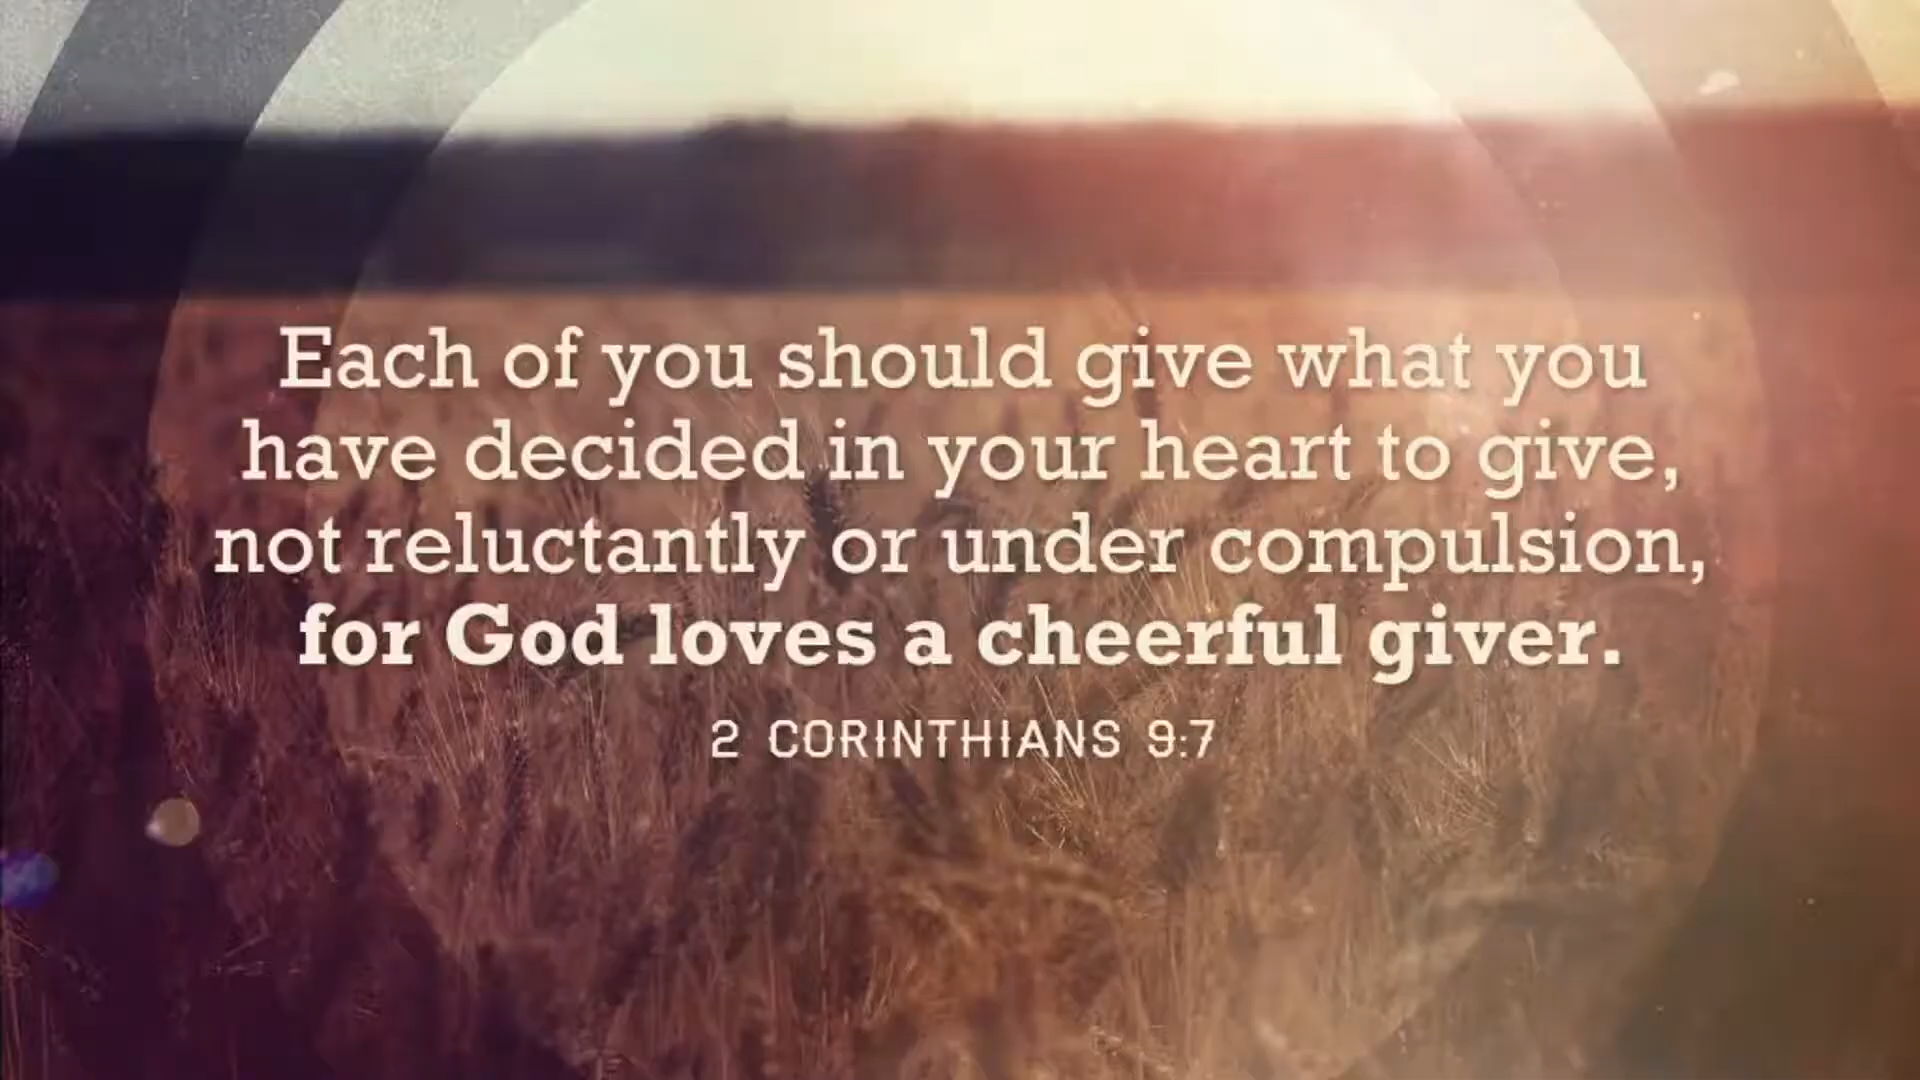 Each of you should give what you
have decided in your heart to give,
not reluctantly or under compulsion,
for God loves a cheerful giver.
2 CORINTHIANS 9:7